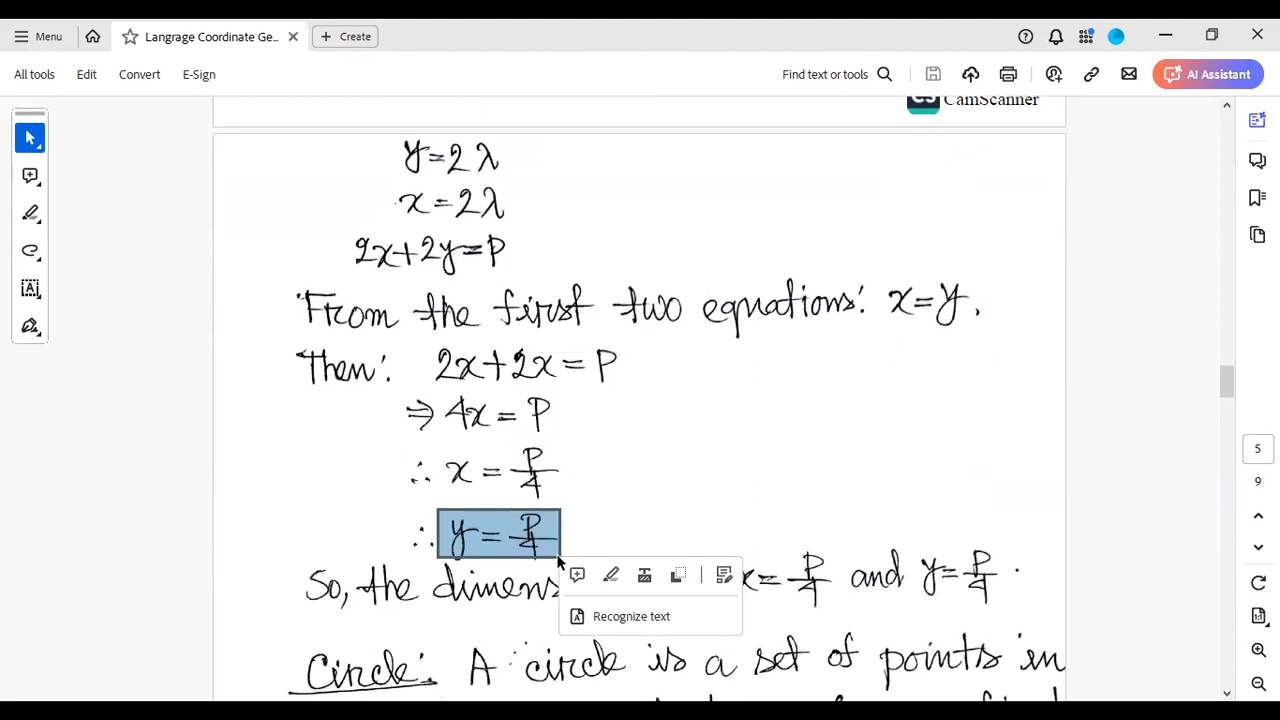 Menu
Langrage Coordinate Ge...
Create
All tools Edit Convert E-Sign
Find text or tools
AI Assistant
CamScanner
y=2λ
x=2λ
2x+2y=P
From the first two equations: x=y.
Then: 2x+2x=P
⇒ 4x=P
∴ x=P/4
∴ y=P/4
So, the dimens x=P/4 and y=P/4.
Recognize text
Circle: A circle is a set of points in
5
9